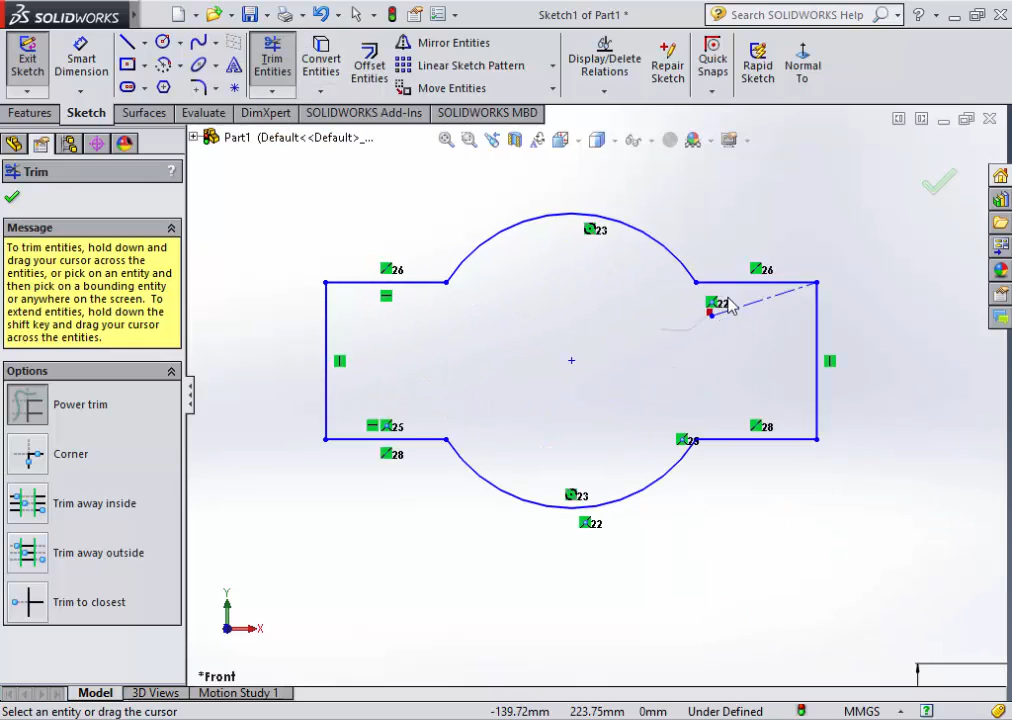 SOLIDWORKS
Sketch1 of Part1 *
Search SOLIDWORKS Help
Exit Sketch
Smart Dimension
Trim Entities
Convert Entities
Offset Entities
Mirror Entities
Linear Sketch Pattern
Move Entities
Display/Delete Relations
Repair Sketch
Quick Snaps
Rapid Sketch
Normal To
Features
Sketch
Surfaces
Evaluate
DimXpert
SOLIDWORKS Add-Ins
SOLIDWORKS MBD
Part1 (Default<<Default>_...
Trim
?
Message
To trim entities, hold down and
drag your cursor across the
entities, or pick on an entity and
then pick on a bounding entity
or anywhere on the screen. To
extend entities, hold down the
shift key and drag your cursor
across the entities.
Options
Power trim
Corner
Trim away inside
Trim away outside
Trim to closest
23
26
26
22
25
28
28
23
22
Y
X
*Front
Model
3D Views
Motion Study 1
Select an entity or drag the cursor
-139.72mm
223.75mm
0mm
Under Defined
MMGS